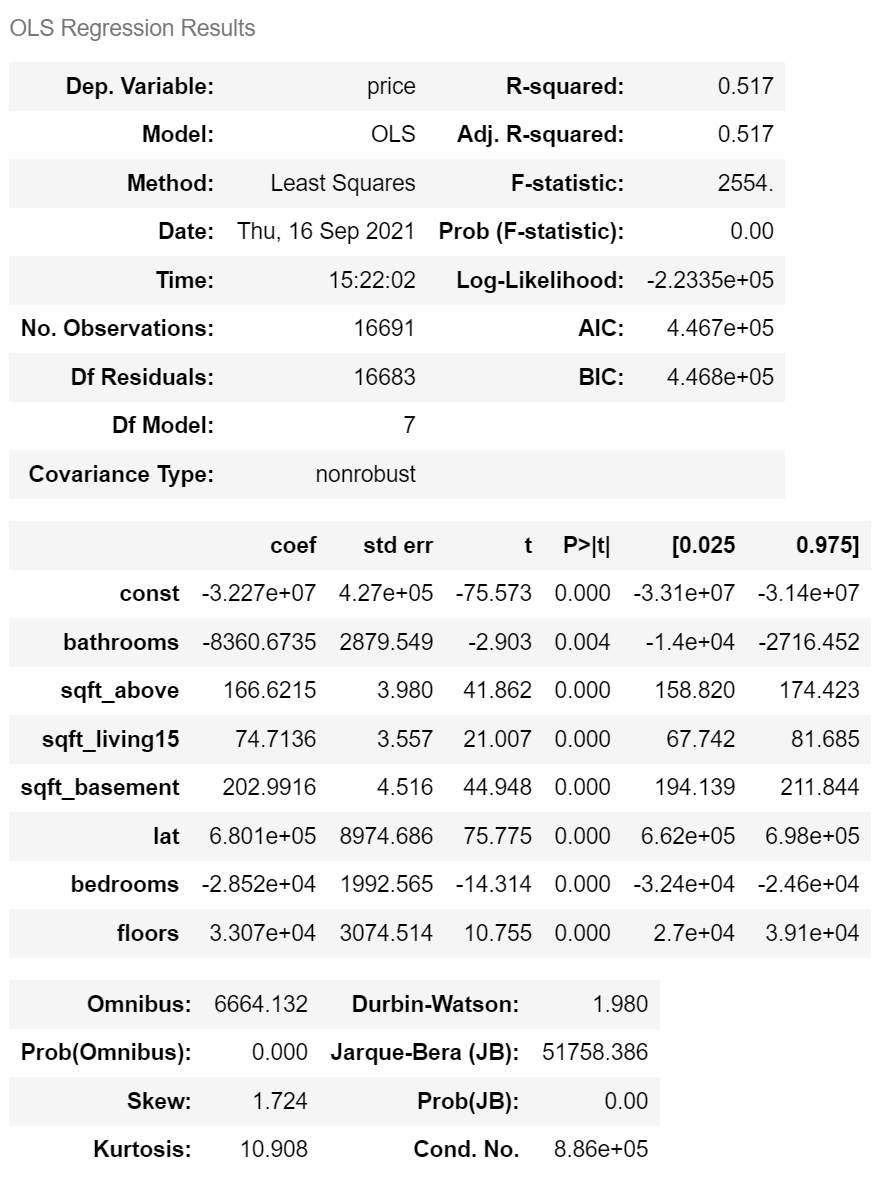 OLS Regression Results
Dep. Variable: price R-squared: 0.517
Model: OLS Adj. R-squared: 0.517
Method: Least Squares F-statistic: 2554.
Date: Thu, 16 Sep 2021 Prob (F-statistic): 0.00
Time: 15:22:02 Log-Likelihood: -2.2335e+05
No. Observations: 16691 AIC: 4.467e+05
Df Residuals: 16683 BIC: 4.468e+05
Df Model: 7
Covariance Type: nonrobust
coef std err t P>|t| [0.025 0.975]
const -3.227e+07 4.27e+05 -75.573 0.000 -3.31e+07 -3.14e+07
bathrooms -8360.6735 2879.549 -2.903 0.004 -1.4e+04 -2716.452
sqft_above 166.6215 3.980 41.862 0.000 158.820 174.423
sqft_living15 74.7136 3.557 21.007 0.000 67.742 81.685
sqft_basement 202.9916 4.516 44.948 0.000 194.139 211.844
lat 6.801e+05 8974.686 75.775 0.000 6.62e+05 6.98e+05
bedrooms -2.852e+04 1992.565 -14.314 0.000 -3.24e+04 -2.46e+04
floors 3.307e+04 3074.514 10.755 0.000 2.7e+04 3.91e+04
Omnibus: 6664.132 Durbin-Watson: 1.980
Prob(Omnibus): 0.000 Jarque-Bera (JB): 51758.386
Skew: 1.724 Prob(JB): 0.00
Kurtosis: 10.908 Cond. No. 8.86e+05